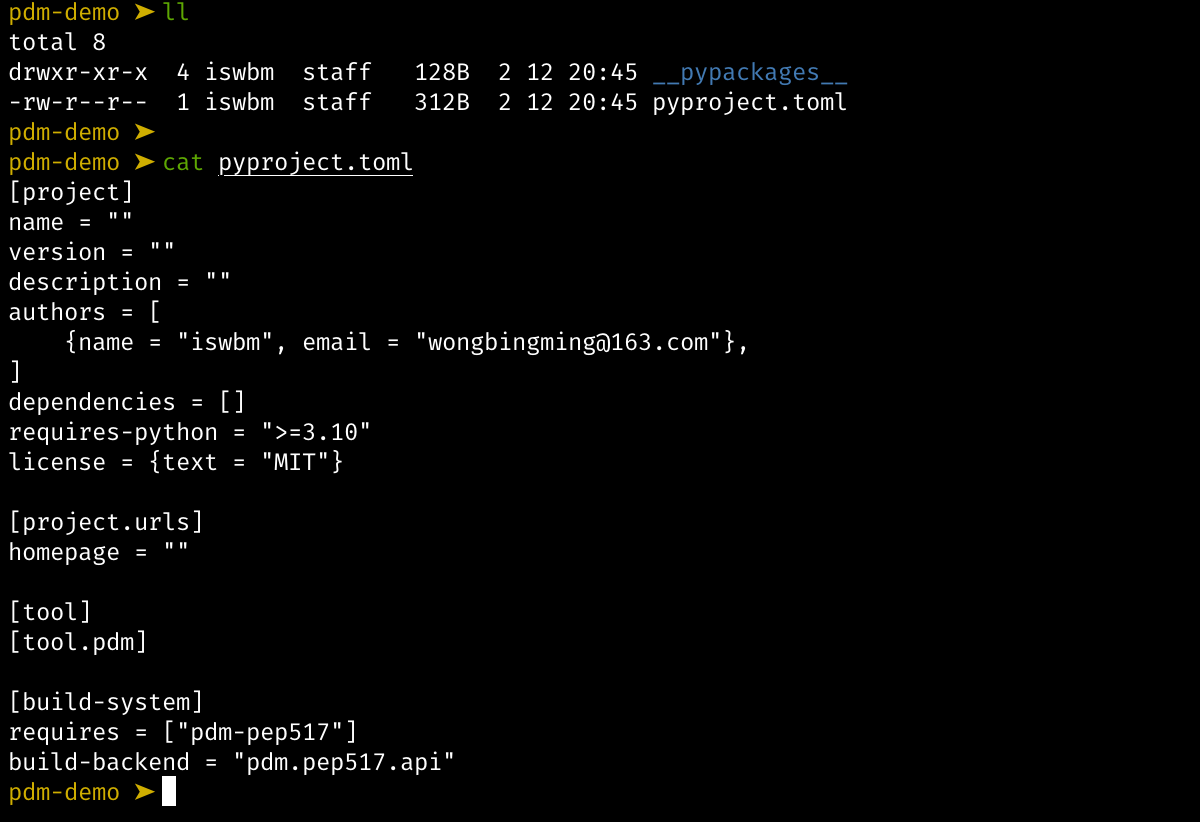 pdm-demo ➤ ll
total 8
drwxr-xr-x  4 iswbm  staff   128B  2 12 20:45 __pypackages__
-rw-r--r--  1 iswbm  staff   312B  2 12 20:45 pyproject.toml
pdm-demo ➤
pdm-demo ➤ cat pyproject.toml
[project]
name = ""
version = ""
description = ""
authors = [
    {name = "iswbm", email = "wongbingming@163.com"},
]
dependencies = []
requires-python = ">=3.10"
license = {text = "MIT"}

[project.urls]
homepage = ""

[tool]
[tool.pdm]

[build-system]
requires = ["pdm-pep517"]
build-backend = "pdm.pep517.api"
pdm-demo ➤